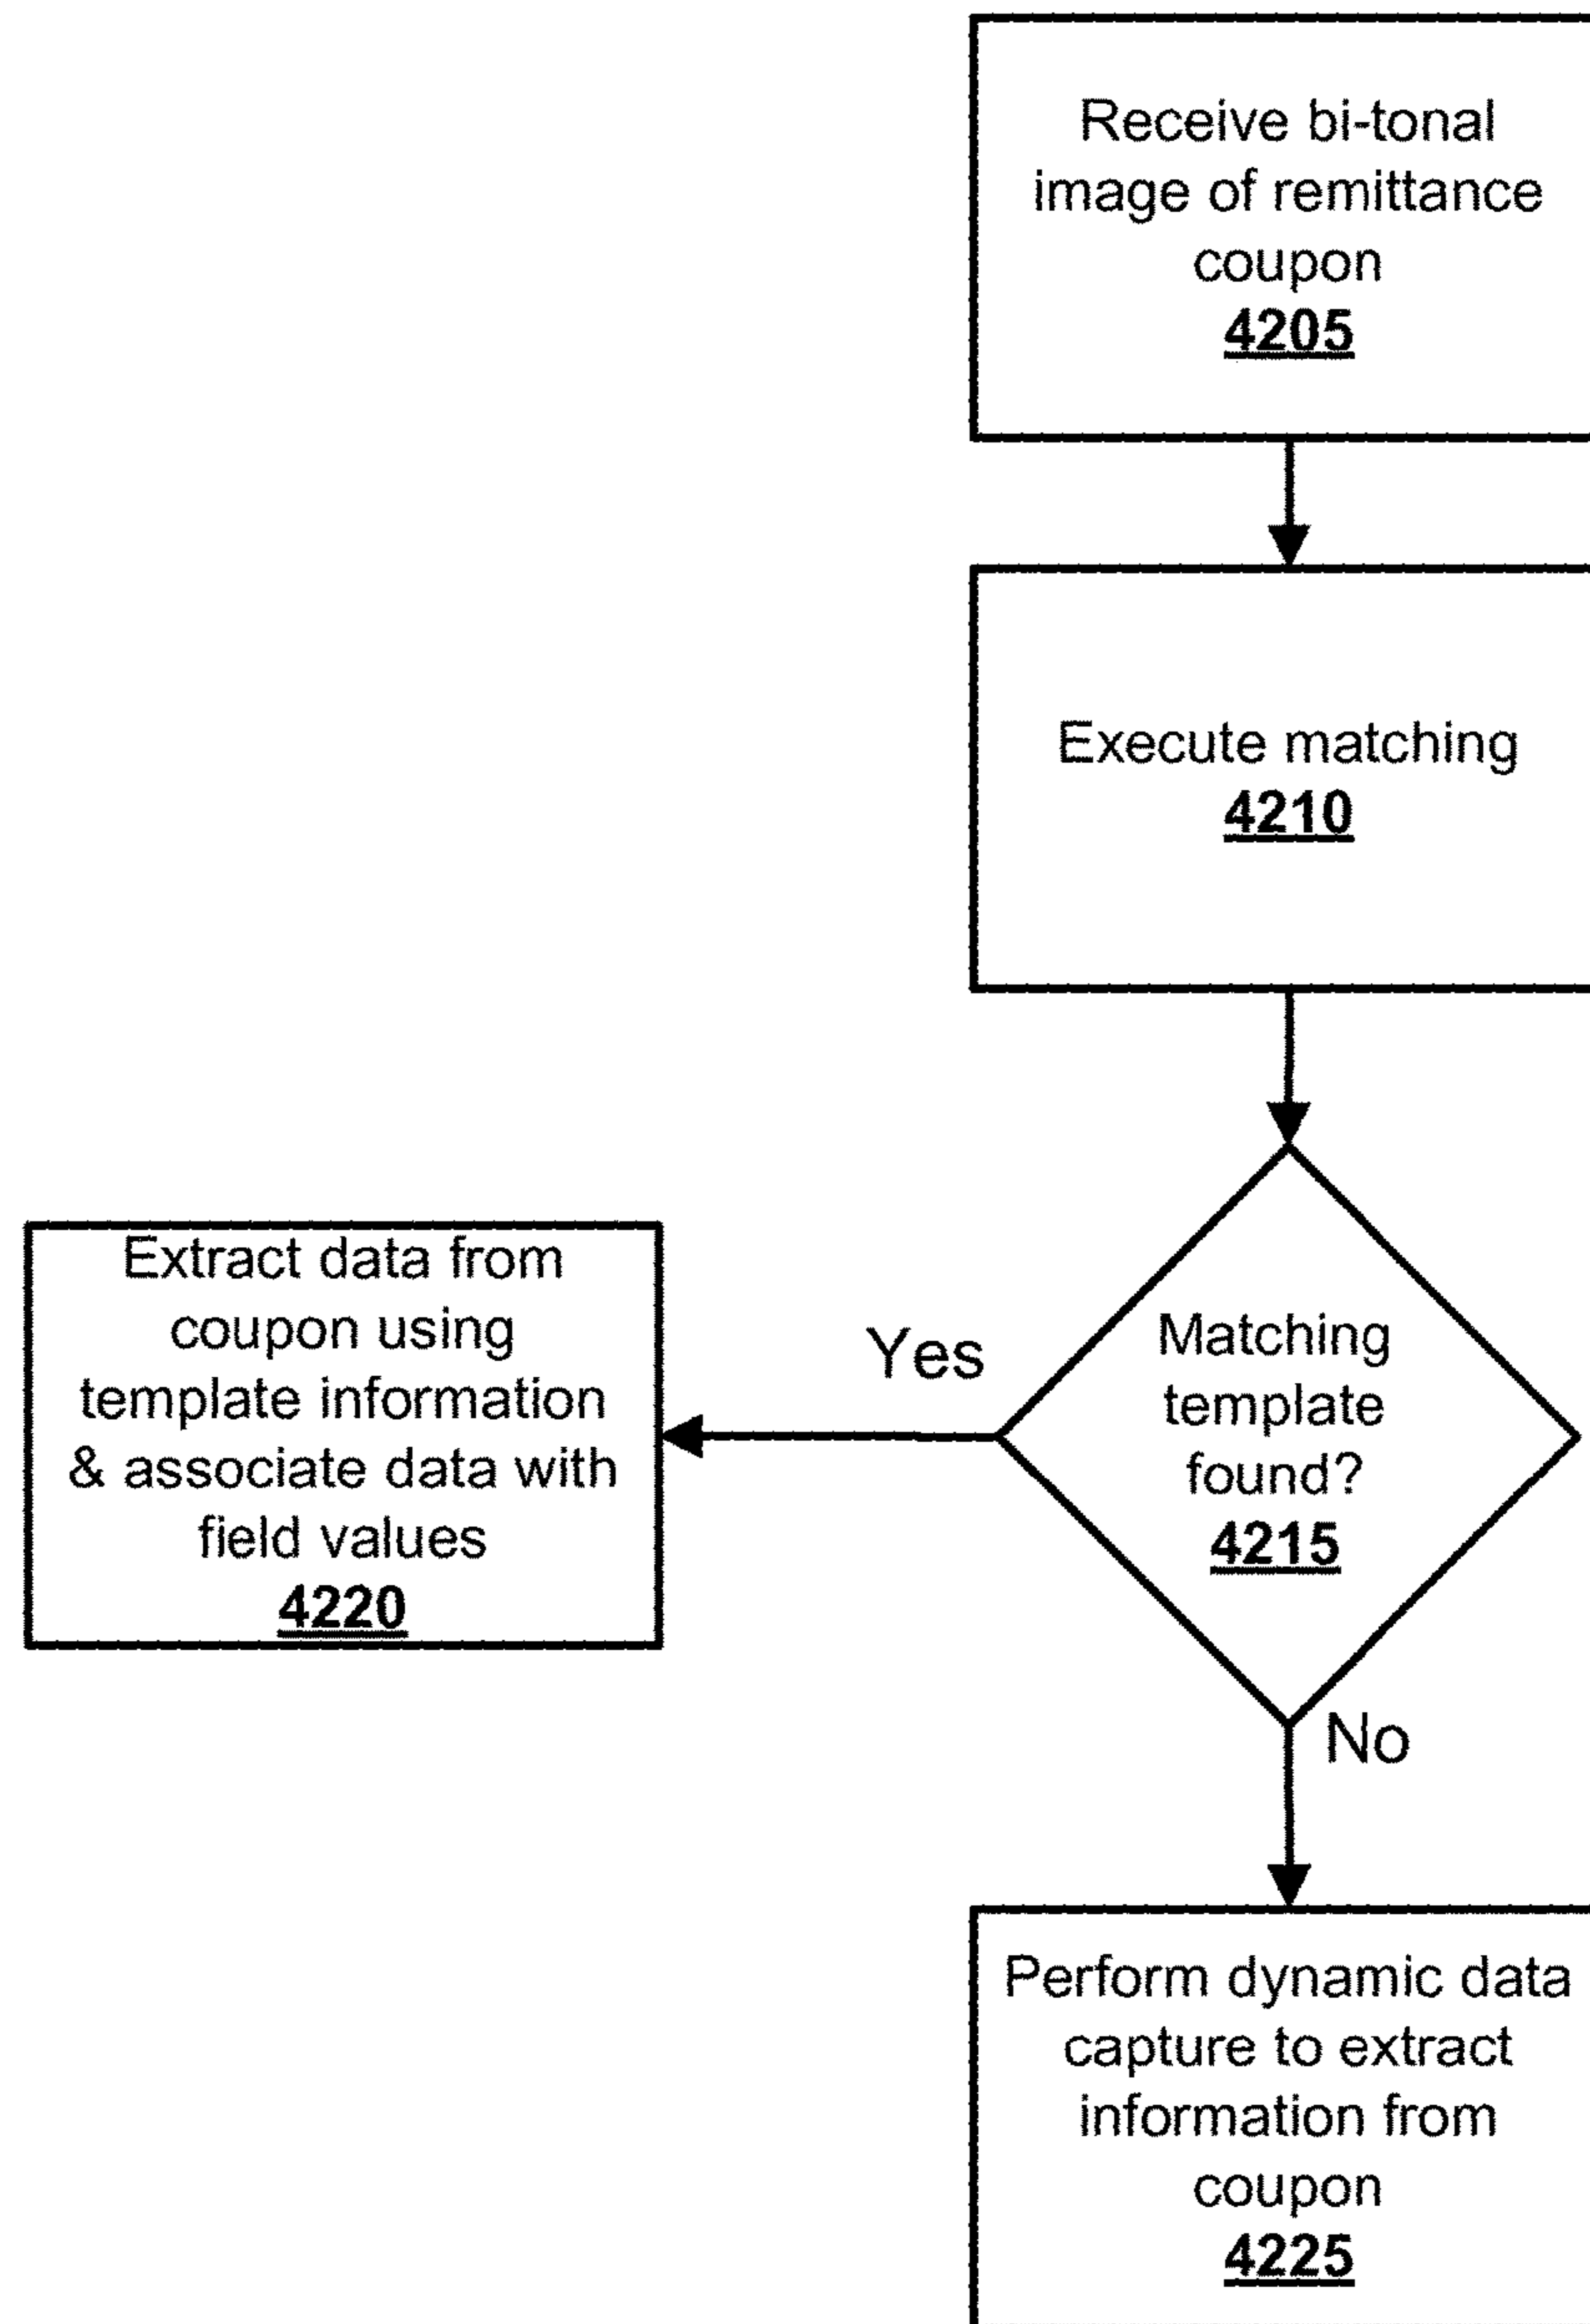 Receive bi-tonal
image of remittance
coupon
4205
Execute matching
4210
Matching
template
found?
4215
Yes
Extract data from
coupon using
template information
& associate data with
field values
4220
No
Perform dynamic data
capture to extract
information from
coupon
4225